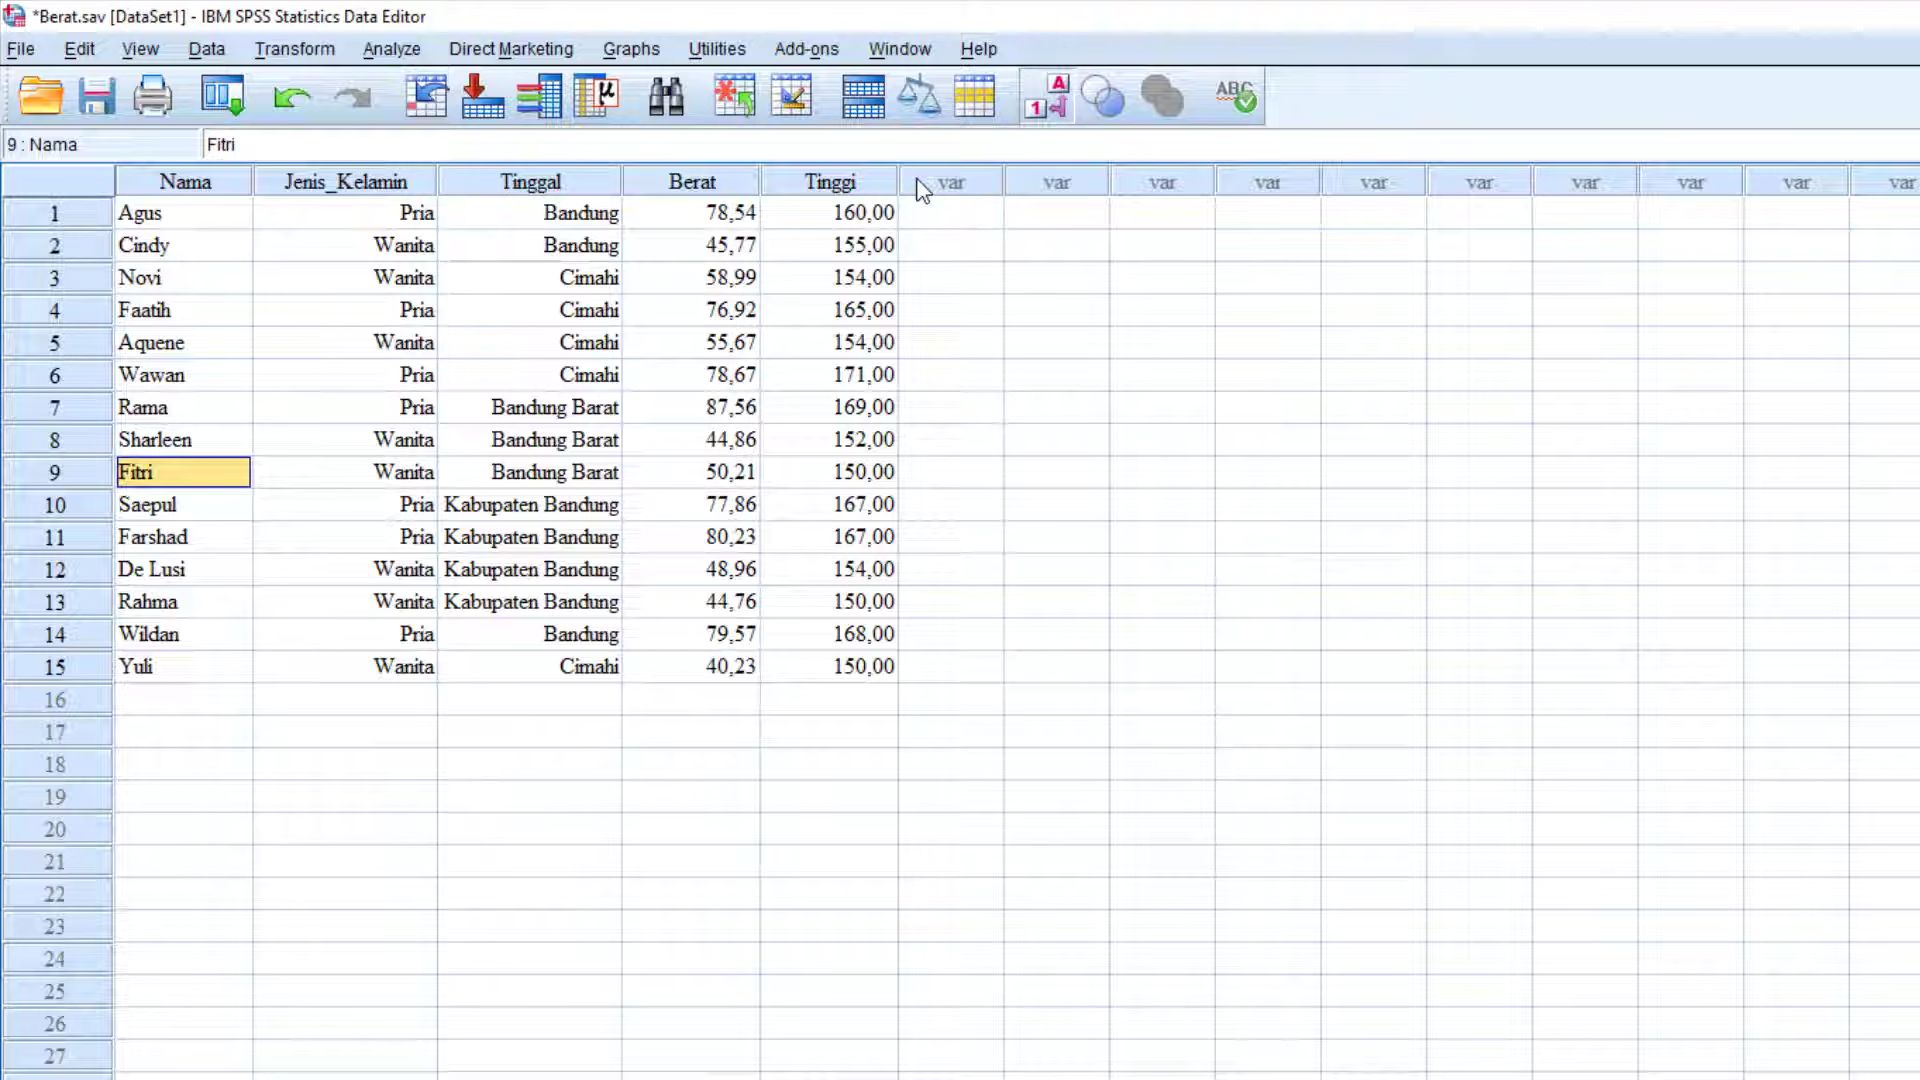 *Berat.sav [DataSet1] - IBM SPSS Statistics Data Editor
File Edit View Data Transform Analyze Direct Marketing Graphs Utilities Add-ons Window Help
µ A 1 ABC
9 : Nama Fitri
Nama Jenis_Kelamin Tinggal Berat Tinggi var var var var var var var var var var
1 Agus Pria Bandung 78,54 160,00
2 Cindy Wanita Bandung 45,77 155,00
3 Novi Wanita Cimahi 58,99 154,00
4 Faatih Pria Cimahi 76,92 165,00
5 Aquene Wanita Cimahi 55,67 154,00
6 Wawan Pria Cimahi 78,67 171,00
7 Rama Pria Bandung Barat 87,56 169,00
8 Sharleen Wanita Bandung Barat 44,86 152,00
9 Fitri Wanita Bandung Barat 50,21 150,00
10 Saepul Pria Kabupaten Bandung 77,86 167,00
11 Farshad Pria Kabupaten Bandung 80,23 167,00
12 De Lusi Wanita Kabupaten Bandung 48,96 154,00
13 Rahma Wanita Kabupaten Bandung 44,76 150,00
14 Wildan Pria Bandung 79,57 168,00
15 Yuli Wanita Cimahi 40,23 150,00
16
17
18
19
20
21
22
23
24
25
26
27